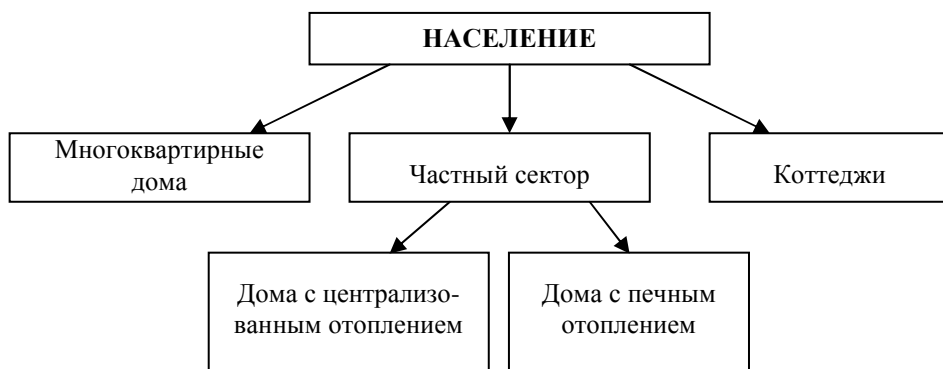 НАСЕЛЕНИЕ
Многоквартирные
дома
Частный сектор
Коттеджи
Дома с централизо-
ванным отоплением
Дома с печным
отоплением